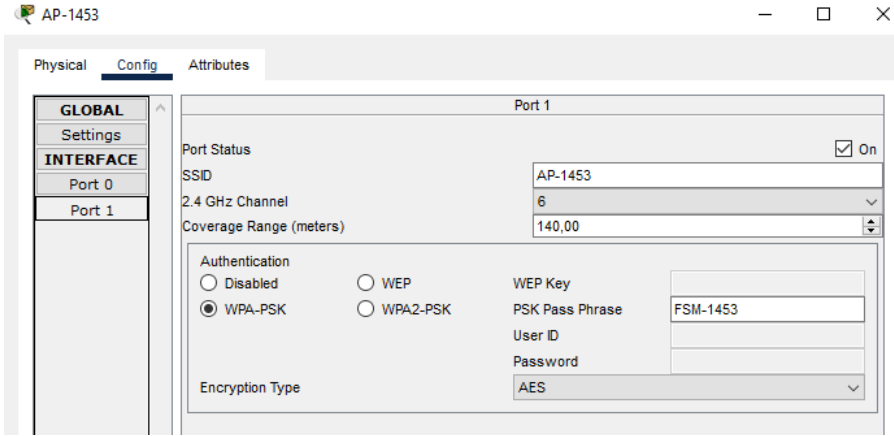 AP-1453
Physical Config Attributes
GLOBAL
Settings
INTERFACE
Port 0
Port 1
Port 1
Port Status On
SSID AP-1453
2.4 GHz Channel 6
Coverage Range (meters) 140,00
Authentication
Disabled WEP WEP Key
WPA-PSK WPA2-PSK PSK Pass Phrase FSM-1453
User ID
Password
Encryption Type AES